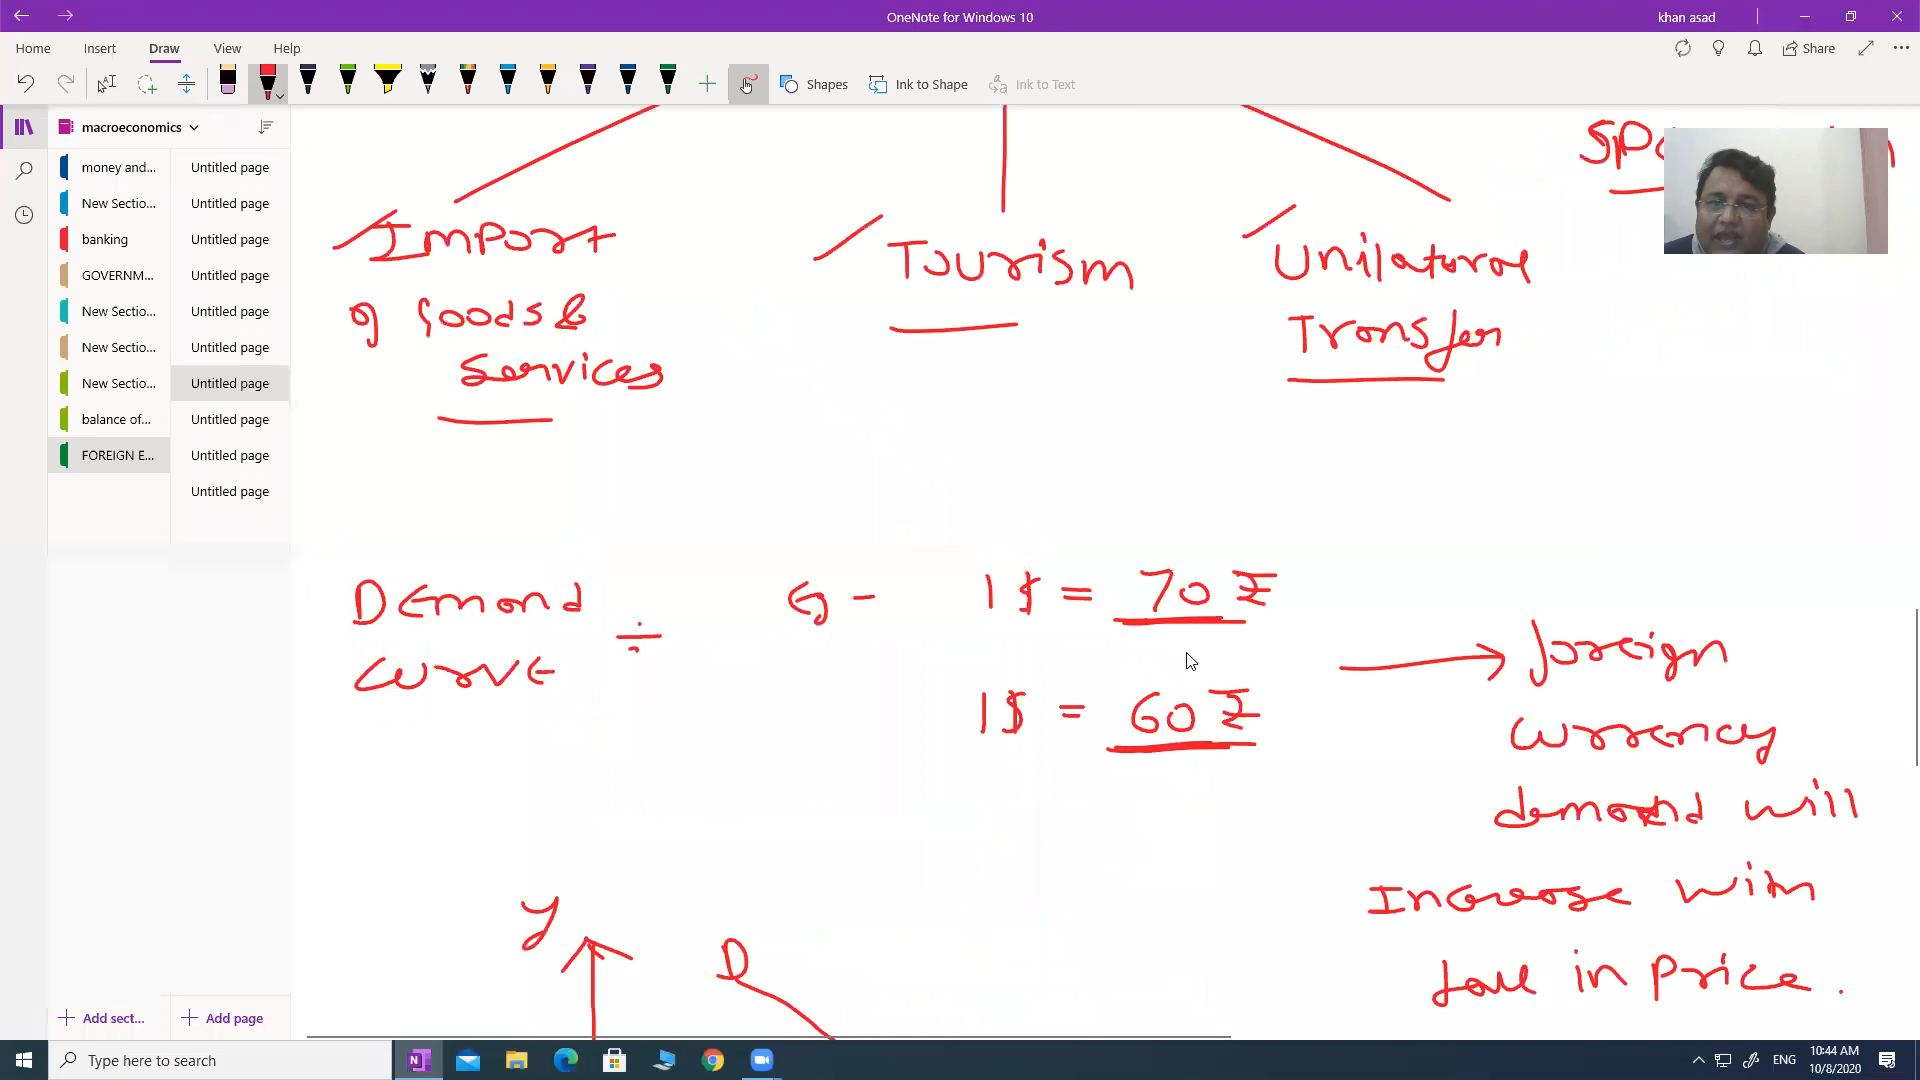 OneNote for Windows 10
khan asad
Home Insert Draw View Help
Share
Shapes
Ink to Shape
Ink to Text
macroeconomics
money and...
New Sectio...
banking
GOVERNM...
New Sectio...
New Sectio...
New Sectio...
balance of...
FOREIGN E...
Untitled page
Untitled page
Untitled page
Untitled page
Untitled page
Untitled page
Untitled page
Untitled page
Untitled page
Untitled page
Add sect...
Add page
Import
of Goods &
Services
Tourism
Unilateral
Transfer
Demand
curve ÷
Eg -
1 $ = 70 ₹
1 $ = 60 ₹
foreign
currency
demand will
Increase with
fall in price.
y
D
Type here to search
ENG
10:44 AM
10/8/2020